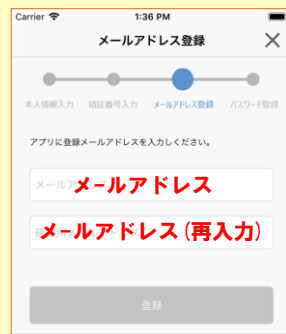 Carrier 1:36 PM
メールアドレス登録
本人情報入力 暗証番号入力 メールアドレス登録 パスワード登録
アプリに登録メールアドレスを入力しください。
メールアドレス
メールアドレス(再入力)
登録